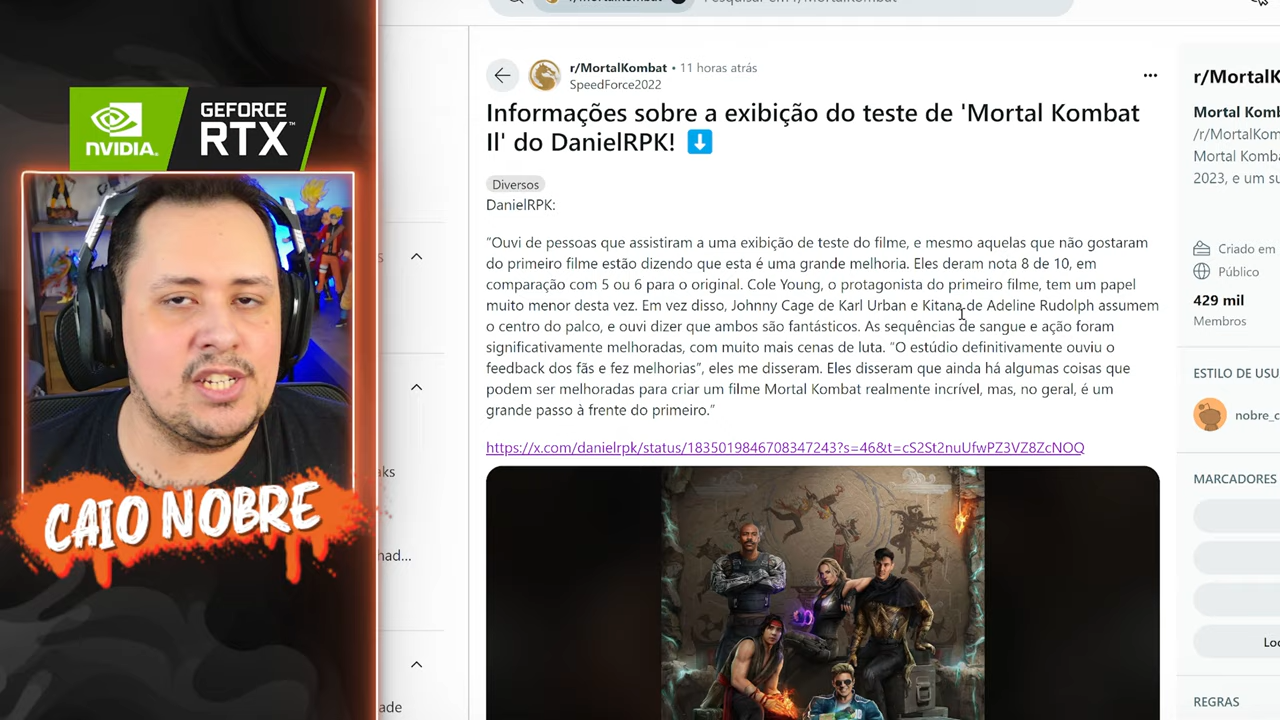 r/MortalKombat • 11 horas atrás
SpeedForce2022
Informações sobre a exibição do teste de 'Mortal Kombat
II' do DanielRPK! ⬇️
Diversos
DanielRPK:
"Ouvi de pessoas que assistiram a uma exibição de teste do filme, e mesmo aquelas que não gostaram
do primeiro filme estão dizendo que esta é uma grande melhoria. Eles deram nota 8 de 10, em
comparação com 5 ou 6 para o original. Cole Young, o protagonista do primeiro filme, tem um papel
muito menor desta vez. Em vez disso, Johnny Cage de Karl Urban e Kitana de Adeline Rudolph assumem
o centro do palco, e ouvi dizer que ambos são fantásticos. As sequências de sangue e ação foram
significativamente melhoradas, com muito mais cenas de luta. "O estúdio definitivamente ouviu o
feedback dos fãs e fez melhorias", eles me disseram. Eles disseram que ainda há algumas coisas que
podem ser melhoradas para criar um filme Mortal Kombat realmente incrível, mas, no geral, é um
grande passo à frente do primeiro."
https://x.com/danielrpk/status/1835019846708347243?s=46&t=cS2St2nuUfwPZ3VZ8ZcNOQ
r/MortalK
Mortal Komb
/r/MortalKom
Mortal Komba
2023, e um su
Criado em
Público
429 mil
Membros
ESTILO DE USU
nobre_c
MARCADORES
Loc
REGRAS
aks
had...
ade
NVIDIA.
GEFORCE
RTX™
CAIO NOBRE